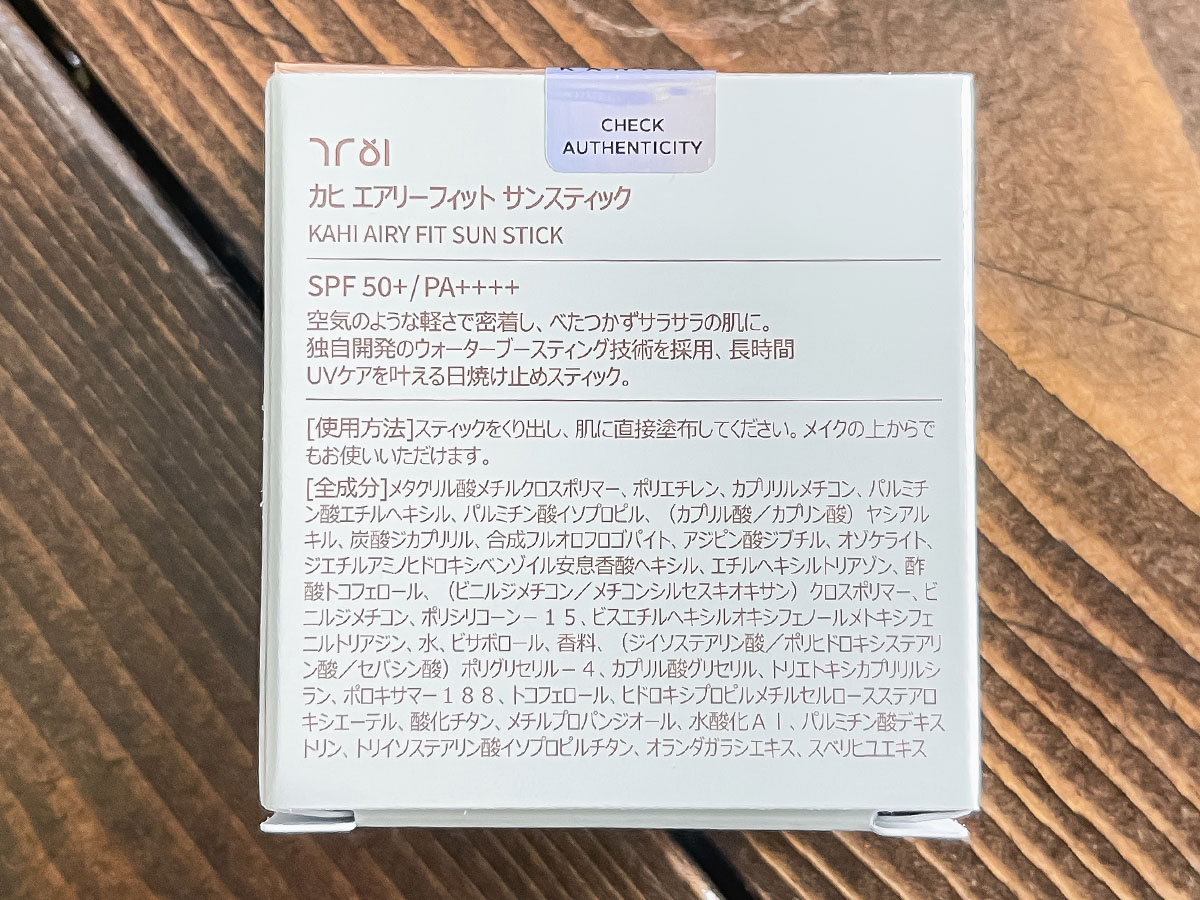 CHECK
AUTHENTICITY
カヒ エアリーフィット サンスティック
KAHI AIRY FIT SUN STICK
SPF 50+/PA++++
空気のような軽さで密着し、べたつかずサラサラの肌に。
独自開発のウォーターブースティング技術を採用、長時間
UVケアを叶える日焼け止めスティック。
[使用方法]スティックをくり出し、肌に直接塗布してください。メイクの上からで
もお使いいただけます。
[全成分]メタクリル酸メチルクロスポリマー、ポリエチレン、カプリリルメチコン、パルミチ
ン酸エチルヘキシル、パルミチン酸イソプロピル、（カプリル酸／カプリン酸）ヤシアル
キル、炭酸ジカプリリル、合成フルオロフロゴパイト、アジピン酸ジブチル、オゾケライト、
ジエチルアミノヒドロキシベンゾイル安息香酸ヘキシル、エチルヘキシルトリアゾン、酢
酸トコフェロール、（ビニルジメチコン／メチコンシルセスキオキサン）クロスポリマー、ビ
ニルジメチコン、ポリシリコーン－１５、ビスエチルヘキシルオキシフェノールメトキシフェ
ニルトリアジン、水、ビサボロール、香料、（ジイソステアリン酸／ポリヒドロキシステアリ
ン酸／セバシン酸）ポリグリセリル－４、カプリル酸グリセリル、トリエトキシカプリリルシ
ラン、ポロキサマー１８８、トコフェロール、ヒドロキシプロピルメチルセルロースステアロ
キシエーテル、酸化チタン、メチルプロパンジオール、水酸化Ａｌ、パルミチン酸デキス
トリン、トリイソステアリン酸イソプロピルチタン、オランダガラシエキス、スベリヒユエキス